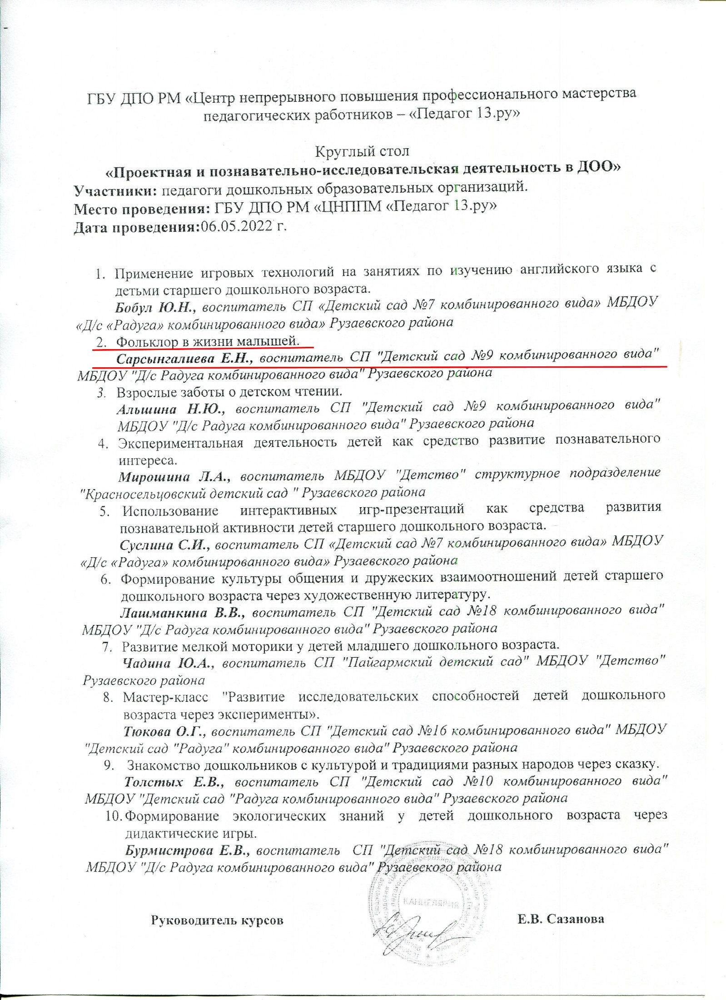 ГБУ ДПО РМ «Центр непрерывного повышения профессионального мастерства
педагогических работников – «Педагог 13.ру»
Круглый стол
«Проектная и познавательно-исследовательская деятельность в ДОО»
Участники: педагоги дошкольных образовательных организаций.
Место проведения: ГБУ ДПО РМ «ЦНППМ «Педагог 13.ру»
Дата проведения:06.05.2022 г.
1. Применение игровых технологий на занятиях по изучению английского языка с
детьми старшего дошкольного возраста.
Бобул Ю.Н., воспитатель СП «Детский сад №7 комбинированного вида» МБДОУ
«Д/с «Радуга» комбинированного вида» Рузаевского района
2. Фольклор в жизни малышей.
Сарсынгалиева Е.Н., воспитатель СП "Детский сад №9 комбинированного вида"
МБДОУ "Д/с Радуга комбинированного вида" Рузаевского района
3. Взрослые заботы о детском чтении.
Альшина Н.Ю., воспитатель СП "Детский сад №9 комбинированного вида"
МБДОУ "Д/с Радуга комбинированного вида" Рузаевского района
4. Экспериментальная деятельность детей как средство развитие познавательного
интереса.
Мирошина Л.А., воспитатель МБДОУ "Детство" структурное подразделение
"Красносельцовский детский сад " Рузаевского района
5. Использование интерактивных игр-презентаций как средства развития
познавательной активности детей старшего дошкольного возраста.
Суслина С.И., воспитатель СП «Детский сад №7 комбинированного вида» МБДОУ
«Д/с «Радуга» комбинированного вида» Рузаевского района
6. Формирование культуры общения и дружеских взаимоотношений детей старшего
дошкольного возраста через художественную литературу.
Лашманкина В.В., воспитатель СП "Детский сад №18 комбинированного вида"
МБДОУ "Д/с Радуга комбинированного вида" Рузаевского района
7. Развитие мелкой моторики у детей младшего дошкольного возраста.
Чадина Ю.А., воспитатель СП "Пайгармский детский сад" МБДОУ "Детство"
Рузаевского района
8. Мастер-класс "Развитие исследовательских способностей детей дошкольного
возраста через эксперименты».
Тюкова О.Г., воспитатель СП "Детский сад №16 комбинированного вида" МБДОУ
"Детский сад "Радуга" комбинированного вида" Рузаевского района
9. Знакомство дошкольников с культурой и традициями разных народов через сказку.
Толстых Е.В., воспитатель СП "Детский сад №10 комбинированного вида"
МБДОУ "Детский сад "Радуга комбинированного вида" Рузаевского района
10. Формирование экологических знаний у детей дошкольного возраста через
дидактические игры.
Бурмистрова Е.В., воспитатель СП "Детский сад №18 комбинированного вида"
МБДОУ "Д/с Радуга комбинированного вида" Рузаевского района
КАНЦЕЛЯРИЯ
Руководитель курсов Е.В. Сазанова